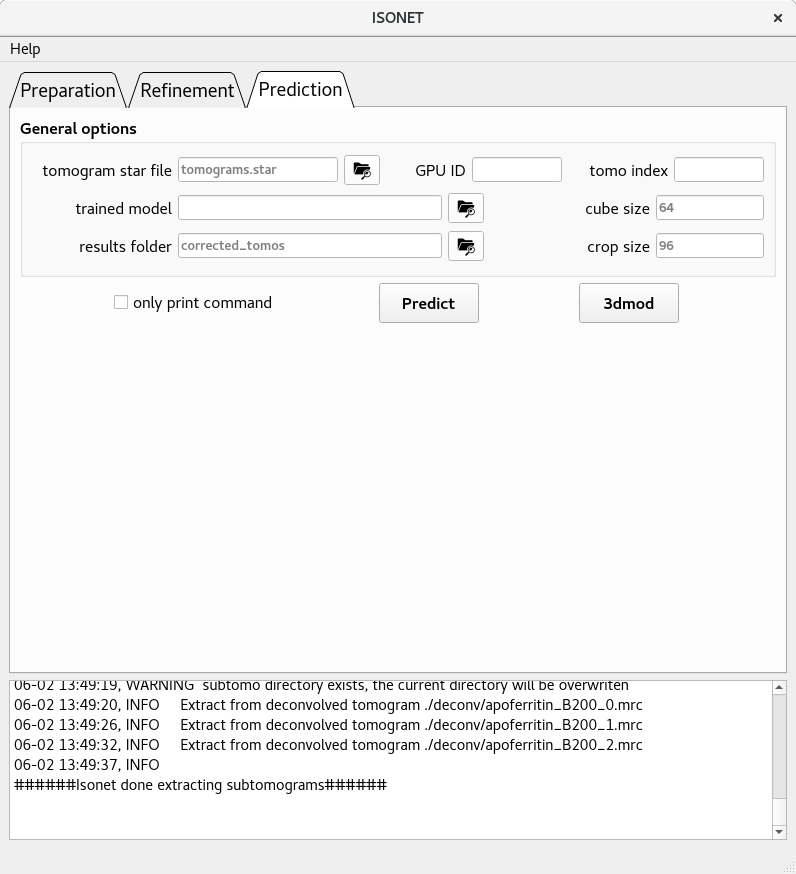 ISONET ×
Help
Preparation Refinement Prediction
General options
tomogram star file tomograms.star GPU ID tomo index
trained model cube size 64
results folder corrected_tomos crop size 96
only print command Predict 3dmod
06-02 13:49:19, WARNING subtomo directory exists, the current directory will be overwriten
06-02 13:49:20, INFO Extract from deconvolved tomogram ./deconv/apoferritin_B200_0.mrc
06-02 13:49:26, INFO Extract from deconvolved tomogram ./deconv/apoferritin_B200_1.mrc
06-02 13:49:32, INFO Extract from deconvolved tomogram ./deconv/apoferritin_B200_2.mrc
06-02 13:49:37, INFO
######Isonet done extracting subtomograms######